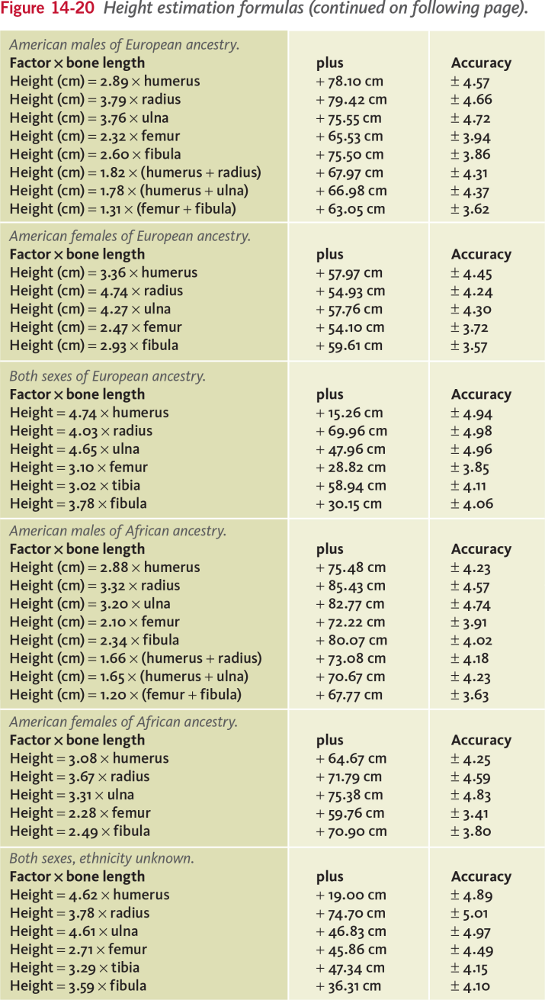 Figure 14-20 Height estimation formulas (continued on following page).
American males of European ancestry.
Factor × bone length plus Accuracy
Height (cm) = 2.89 × humerus + 78.10 cm ± 4.57
Height (cm) = 3.79 × radius + 79.42 cm ± 4.66
Height (cm) = 3.76 × ulna + 75.55 cm ± 4.72
Height (cm) = 2.32 × femur + 65.53 cm ± 3.94
Height (cm) = 2.60 × fibula + 75.50 cm ± 3.86
Height (cm) = 1.82 × (humerus + radius) + 67.97 cm ± 4.31
Height (cm) = 1.78 × (humerus + ulna) + 66.98 cm ± 4.37
Height (cm) = 1.31 × (femur + fibula) + 63.05 cm ± 3.62
American females of European ancestry.
Factor × bone length plus Accuracy
Height (cm) = 3.36 × humerus + 57.97 cm ± 4.45
Height (cm) = 4.74 × radius + 54.93 cm ± 4.24
Height (cm) = 4.27 × ulna + 57.76 cm ± 4.30
Height (cm) = 2.47 × femur + 54.10 cm ± 3.72
Height (cm) = 2.93 × fibula + 59.61 cm ± 3.57
Both sexes of European ancestry.
Factor × bone length plus Accuracy
Height = 4.74 × humerus + 15.26 cm ± 4.94
Height = 4.03 × radius + 69.96 cm ± 4.98
Height = 4.65 × ulna + 47.96 cm ± 4.96
Height = 3.10 × femur + 28.82 cm ± 3.85
Height = 3.02 × tibia + 58.94 cm ± 4.11
Height = 3.78 × fibula + 30.15 cm ± 4.06
American males of African ancestry.
Factor × bone length plus Accuracy
Height (cm) = 2.88 × humerus + 75.48 cm ± 4.23
Height (cm) = 3.32 × radius + 85.43 cm ± 4.57
Height (cm) = 3.20 × ulna + 82.77 cm ± 4.74
Height (cm) = 2.10 × femur + 72.22 cm ± 3.91
Height (cm) = 2.34 × fibula + 80.07 cm ± 4.02
Height (cm) = 1.66 × (humerus + radius) + 73.08 cm ± 4.18
Height (cm) = 1.65 × (humerus + ulna) + 70.67 cm ± 4.23
Height (cm) = 1.20 × (femur + fibula) + 67.77 cm ± 3.63
American females of African ancestry.
Factor × bone length plus Accuracy
Height = 3.08 × humerus + 64.67 cm ± 4.25
Height = 3.67 × radius + 71.79 cm ± 4.59
Height = 3.31 × ulna + 75.38 cm ± 4.83
Height = 2.28 × femur + 59.76 cm ± 3.41
Height = 2.49 × fibula + 70.90 cm ± 3.80
Both sexes, ethnicity unknown.
Factor × bone length plus Accuracy
Height = 4.62 × humerus + 19.00 cm ± 4.89
Height = 3.78 × radius + 74.70 cm ± 5.01
Height = 4.61 × ulna + 46.83 cm ± 4.97
Height = 2.71 × femur + 45.86 cm ± 4.49
Height = 3.29 × tibia + 47.34 cm ± 4.15
Height = 3.59 × fibula + 36.31 cm ± 4.10